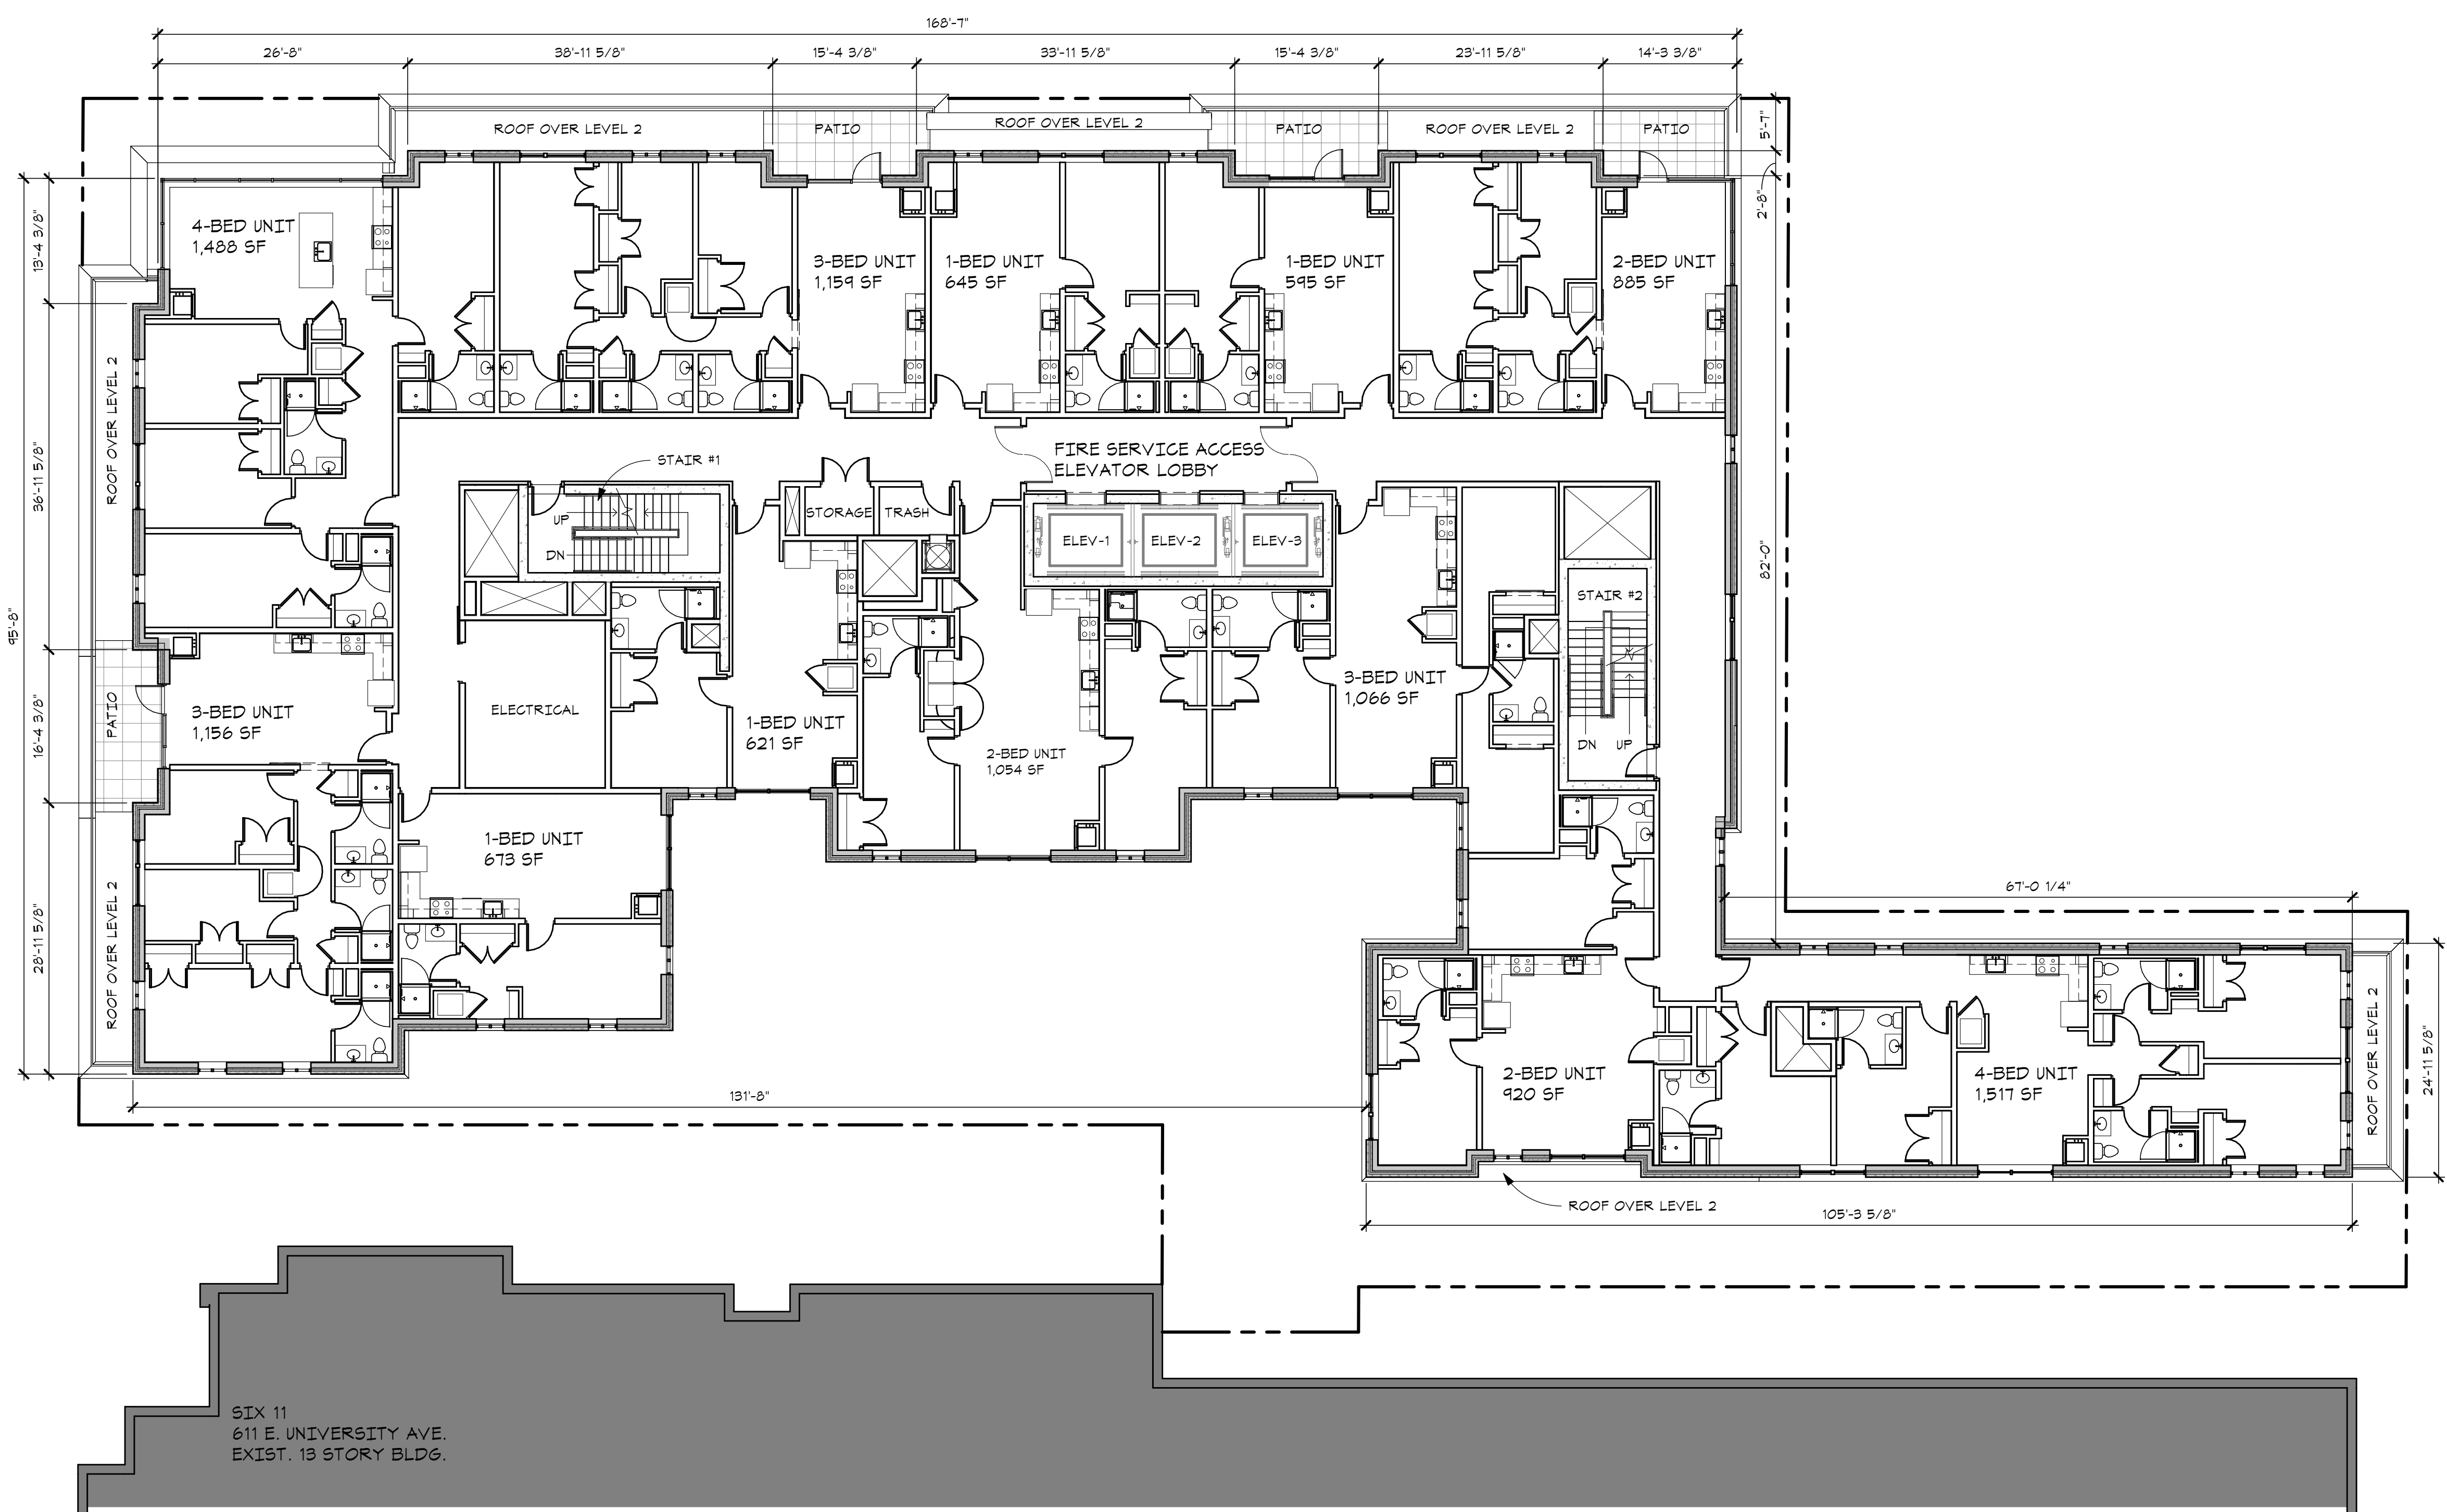 168'-7"
26'-8"
38'-11 5/8"
15'-4 3/8"
33'-11 5/8"
15'-4 3/8"
23'-11 5/8"
14'-3 3/8"
ROOF OVER LEVEL 2
PATIO
ROOF OVER LEVEL 2
PATIO
ROOF OVER LEVEL 2
PATIO
5'-7"
2'-8"
13'-4 3/8"
4-BED UNIT
1,488 SF
3-BED UNIT
1,159 SF
1-BED UNIT
645 SF
1-BED UNIT
595 SF
2-BED UNIT
885 SF
ROOF OVER LEVEL 2
36'-11 5/8"
95'-8"
STAIR #1
FIRE SERVICE ACCESS
ELEVATOR LOBBY
UP
DN
STORAGE
TRASH
ELEV-1
ELEV-2
ELEV-3
82'-0"
STAIR #2
DN
UP
16'-4 3/8"
PATIO
3-BED UNIT
1,156 SF
ELECTRICAL
1-BED UNIT
621 SF
2-BED UNIT
1,054 SF
3-BED UNIT
1,066 SF
1-BED UNIT
673 SF
28'-11 5/8"
ROOF OVER LEVEL 2
67'-0 1/4"
131'-8"
2-BED UNIT
920 SF
4-BED UNIT
1,517 SF
ROOF OVER LEVEL 2
24'-11 5/8"
ROOF OVER LEVEL 2
105'-3 5/8"
SIX 11
611 E. UNIVERSITY AVE.
EXIST. 13 STORY BLDG.